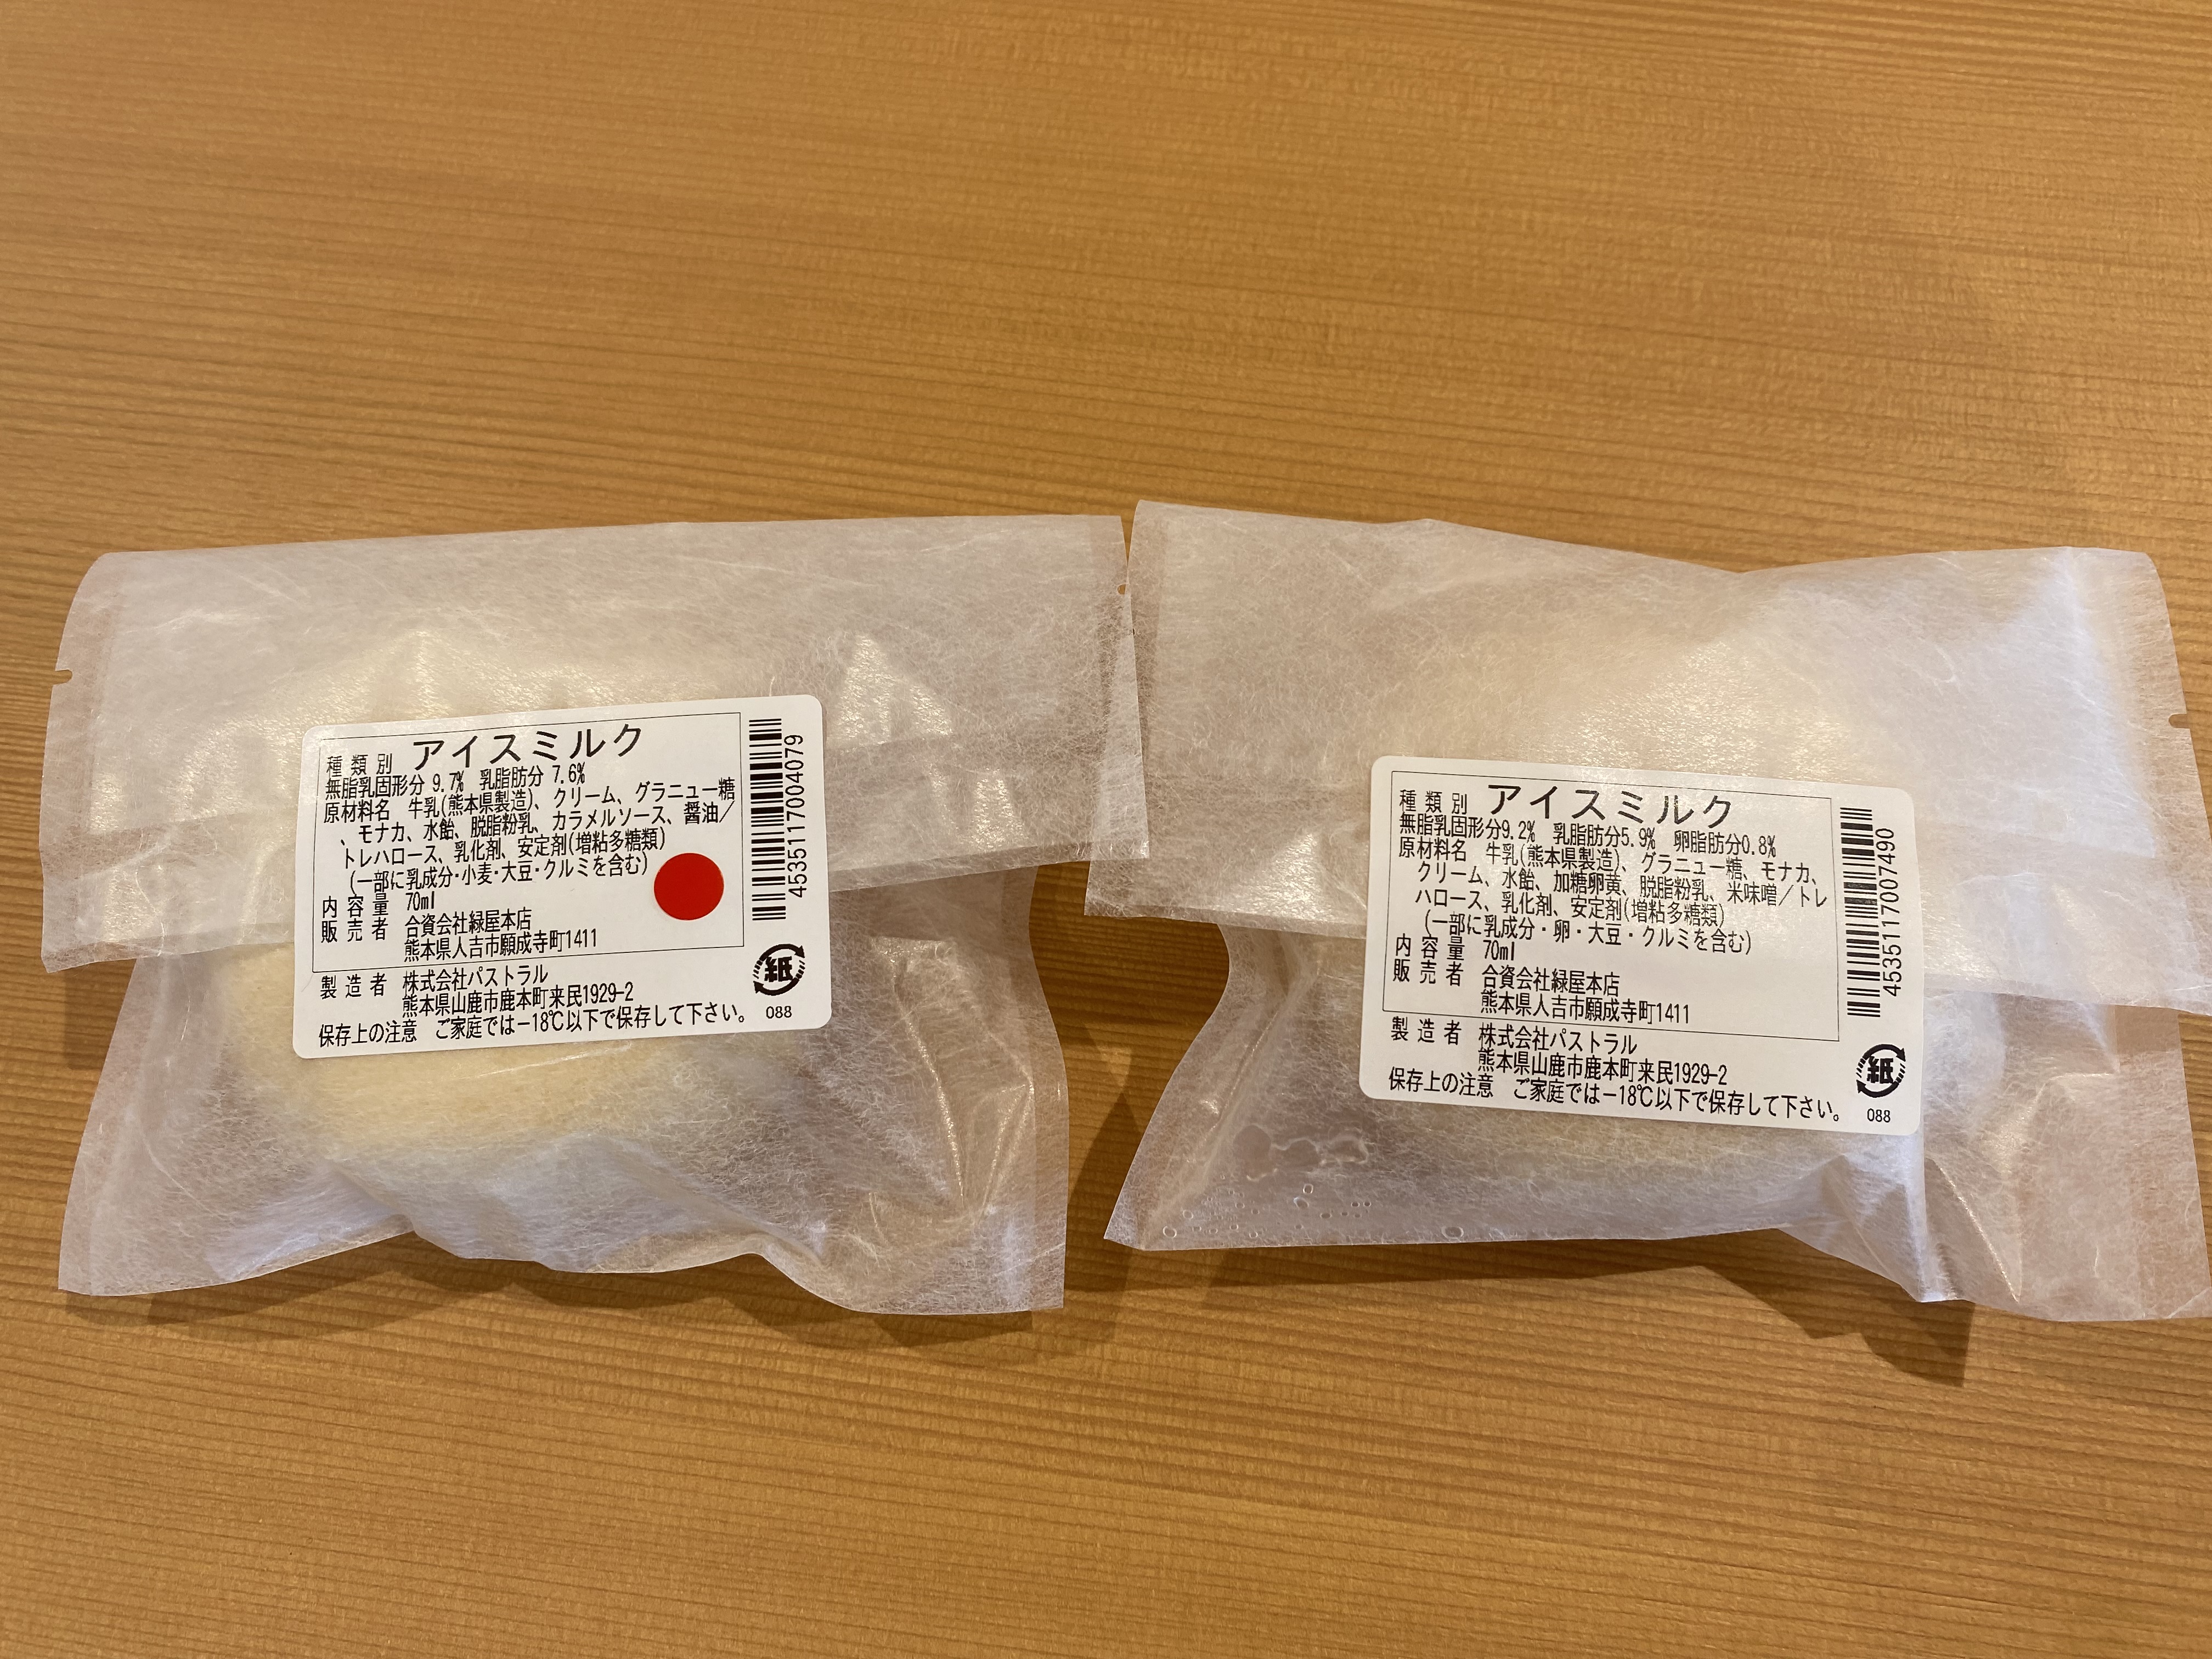 種類別 アイスミルク
無脂乳固形分 9.7% 乳脂肪分 7.6%
原材料名 牛乳(熊本県製造)、クリーム、グラニュー糖
、モナカ、水飴、脱脂粉乳、カラメルソース、醤油/
トレハロース、乳化剤、安定剤(増粘多糖類)
(一部に乳成分・小麦・大豆・クルミを含む)
内容量 70ml
販売者 合資会社緑屋本店
熊本県人吉市願成寺町1411
製造者 株式会社パストラル
熊本県山鹿市鹿本町来民1929-2
保存上の注意 ご家庭では-18℃以下で保存して下さい。
4535117004079
紙
088
種類別 アイスミルク
無脂乳固形分9.2% 乳脂肪分5.9% 卵脂肪分0.8%
原材料名 牛乳(熊本県製造)、グラニュー糖、モナカ、
クリーム、水飴、加糖卵黄、脱脂粉乳、米味噌/トレ
ハロース、乳化剤、安定剤(増粘多糖類)
(一部に乳成分・卵・大豆・クルミを含む)
内容量 70ml
販売者 合資会社緑屋本店
熊本県人吉市願成寺町1411
製造者 株式会社パストラル
熊本県山鹿市鹿本町来民1929-2
保存上の注意 ご家庭では-18℃以下で保存して下さい。
4535117007490
紙
088